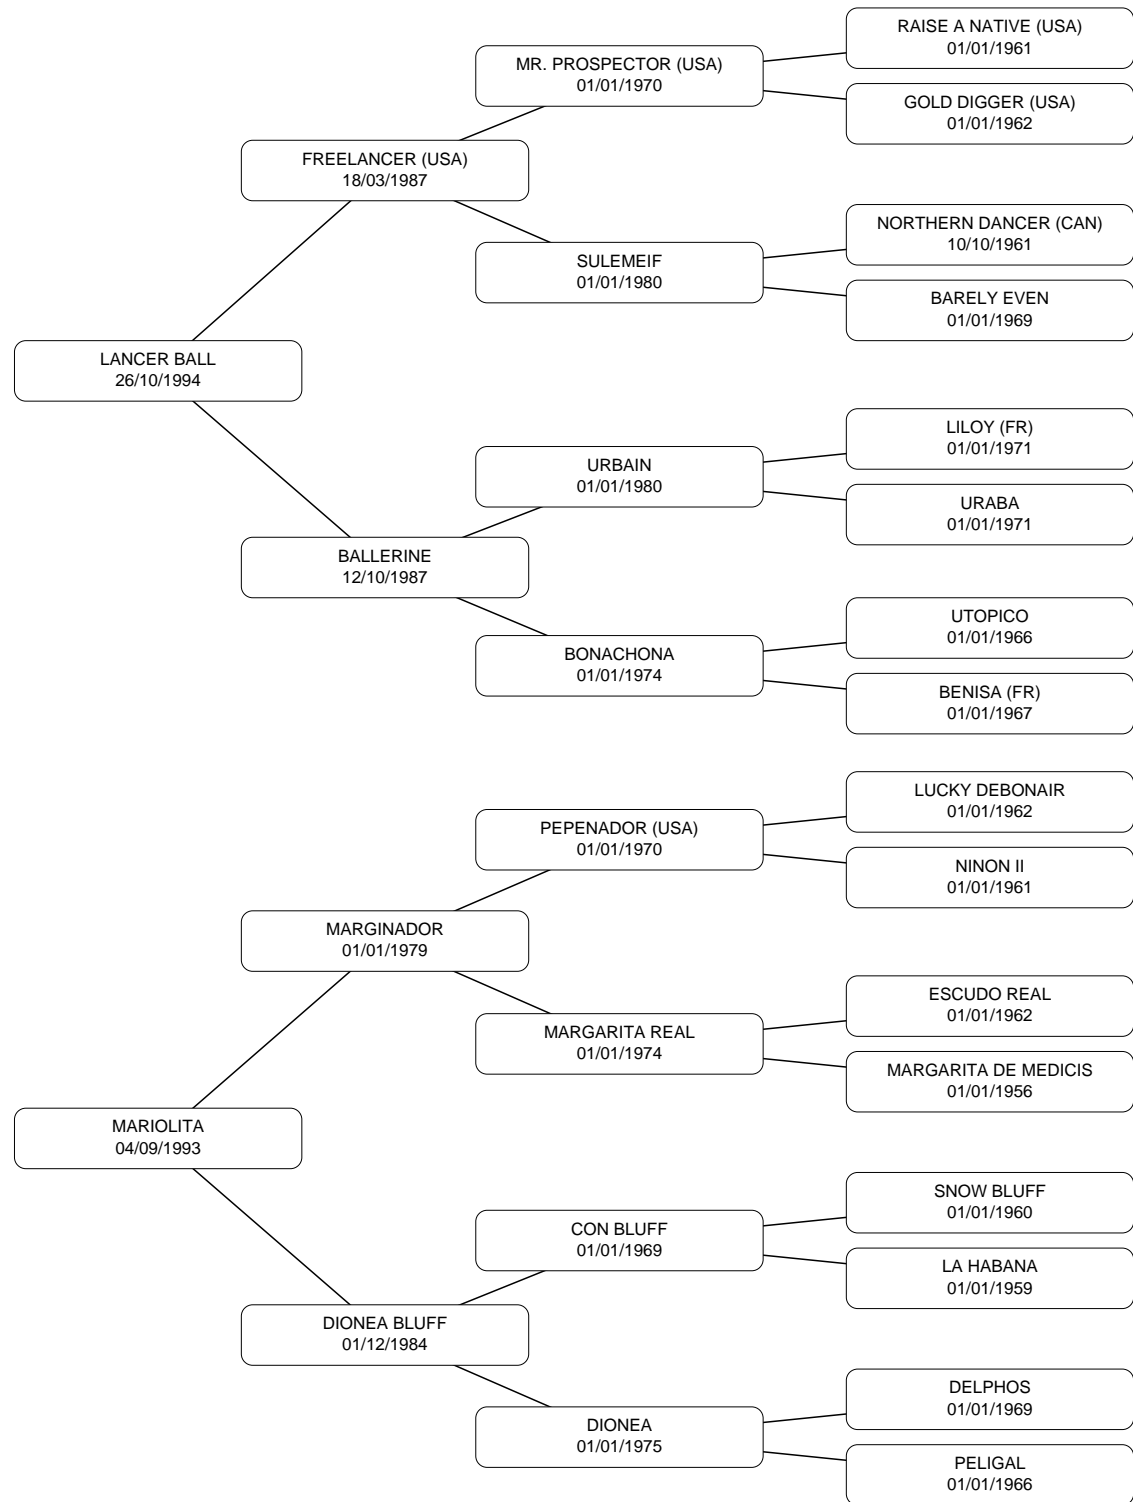 RAISE A NATIVE (USA)
01/01/1961
MR. PROSPECTOR (USA)
01/01/1970
GOLD DIGGER (USA)
01/01/1962
FREELANCER (USA)
18/03/1987
NORTHERN DANCER (CAN)
10/10/1961
SULEMEIF
01/01/1980
BARELY EVEN
01/01/1969
LANCER BALL
26/10/1994
LILOY (FR)
01/01/1971
URBAIN
01/01/1980
URABA
01/01/1971
BALLERINE
12/10/1987
UTOPICO
01/01/1966
BONACHONA
01/01/1974
BENISA (FR)
01/01/1967
LUCKY DEBONAIR
01/01/1962
PEPENADOR (USA)
01/01/1970
NINON II
01/01/1961
MARGINADOR
01/01/1979
ESCUDO REAL
01/01/1962
MARGARITA REAL
01/01/1974
MARGARITA DE MEDICIS
01/01/1956
MARIOLITA
04/09/1993
SNOW BLUFF
01/01/1960
CON BLUFF
01/01/1969
LA HABANA
01/01/1959
DIONEA BLUFF
01/12/1984
DELPHOS
01/01/1969
DIONEA
01/01/1975
PELIGAL
01/01/1966